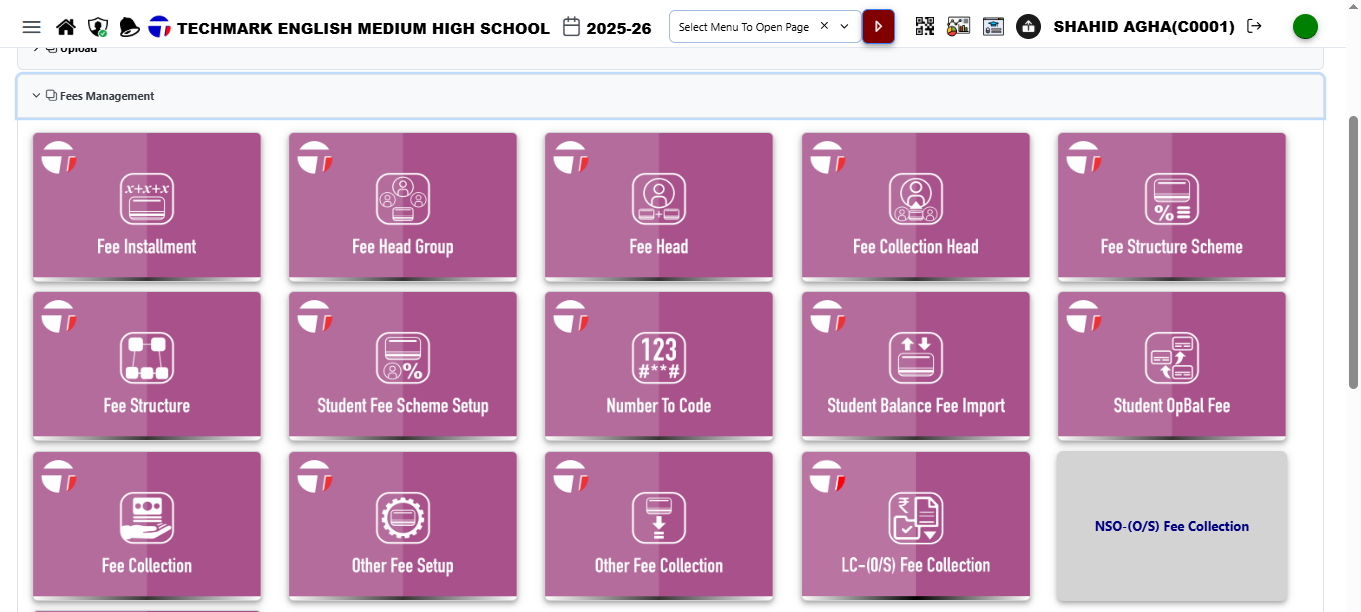 TECHMARK ENGLISH MEDIUM HIGH SCHOOL 2025-26 Select Menu To Open Page SHAHID AGHA(C0001)
Upload
Fees Management
x+x+x
Fee Installment
Fee Head Group
Fee Head
Fee Collection Head
%
Fee Structure Scheme
Fee Structure
%
Student Fee Scheme Setup
123
#**#
Number To Code
Student Balance Fee Import
Student OpBal Fee
Fee Collection
Other Fee Setup
Other Fee Collection
₹
LC-(O/S) Fee Collection
NSO-(O/S) Fee Collection